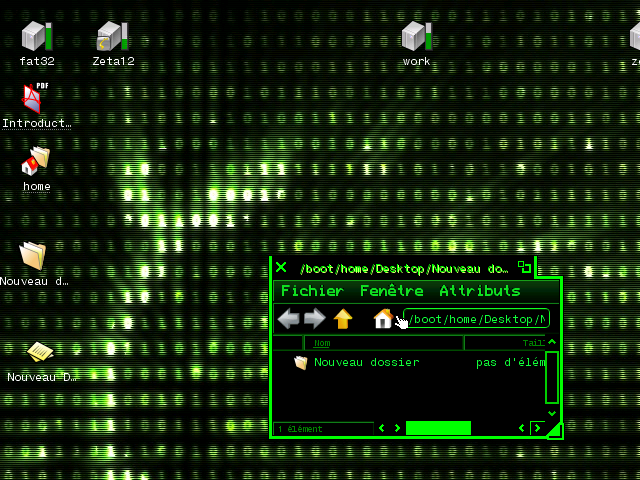 fat32
Zeta12
work
ze
PDF
Introduct...
home
Nouveau d...
Nouveau-D...
/boot/home/Desktop/Nouveau do...
Fichier Fenêtre Attributs
/boot/home/Desktop/N
Nom Tail
Nouveau dossier pas d'élém
1 élément